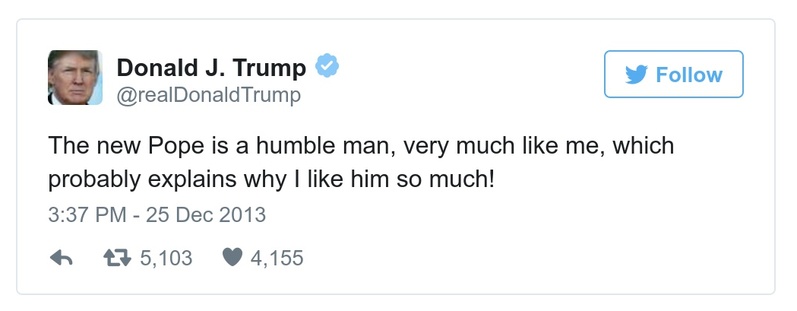 Donald J. Trump
@realDonaldTrump
Follow
The new Pope is a humble man, very much like me, which
probably explains why I like him so much!
3:37 PM - 25 Dec 2013
5,103 4,155